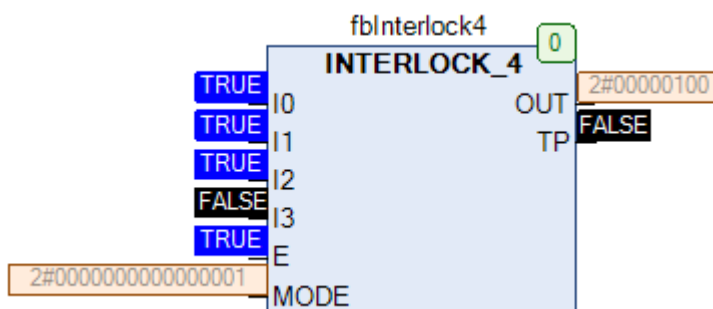 fbInterlock4
0
INTERLOCK_4
TRUE I0 OUT 2#00000100
TRUE I1 TP FALSE
TRUE I2
FALSE I3
TRUE E
2#0000000000000001 MODE